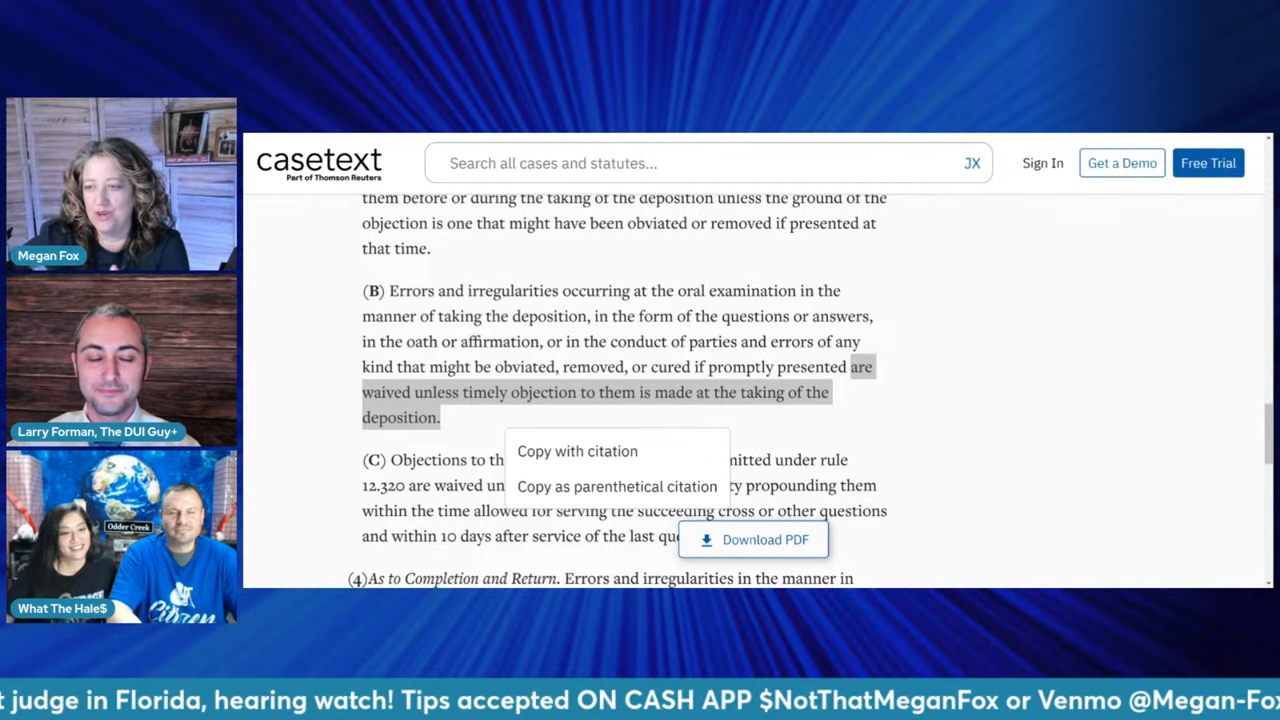 casetext
Part of Thomson Reuters
Search all cases and statutes...
JX
Sign In
Get a Demo
Free Trial
them before or during the taking of the deposition unless the ground of the
objection is one that might have been obviated or removed if presented at
that time.
(B) Errors and irregularities occurring at the oral examination in the
manner of taking the deposition, in the form of the questions or answers,
in the oath or affirmation, or in the conduct of parties and errors of any
kind that might be obviated, removed, or cured if promptly presented are
waived unless timely objection to them is made at the taking of the
deposition.
Copy with citation
Copy as parenthetical citation
(C) Objections to th mitted under rule
12.320 are waived un ty propounding them
within the time allowed for serving the succeeding cross or other questions
and within 10 days after service of the last qu
Download PDF
(4)As to Completion and Return. Errors and irregularities in the manner in
Megan Fox
Larry Forman, The DUI Guy+
Odder Creek
Citizen
What The Hale$
t judge in Florida, hearing watch! Tips accepted ON CASH APP $NotThatMeganFox or Venmo @Megan-Fox